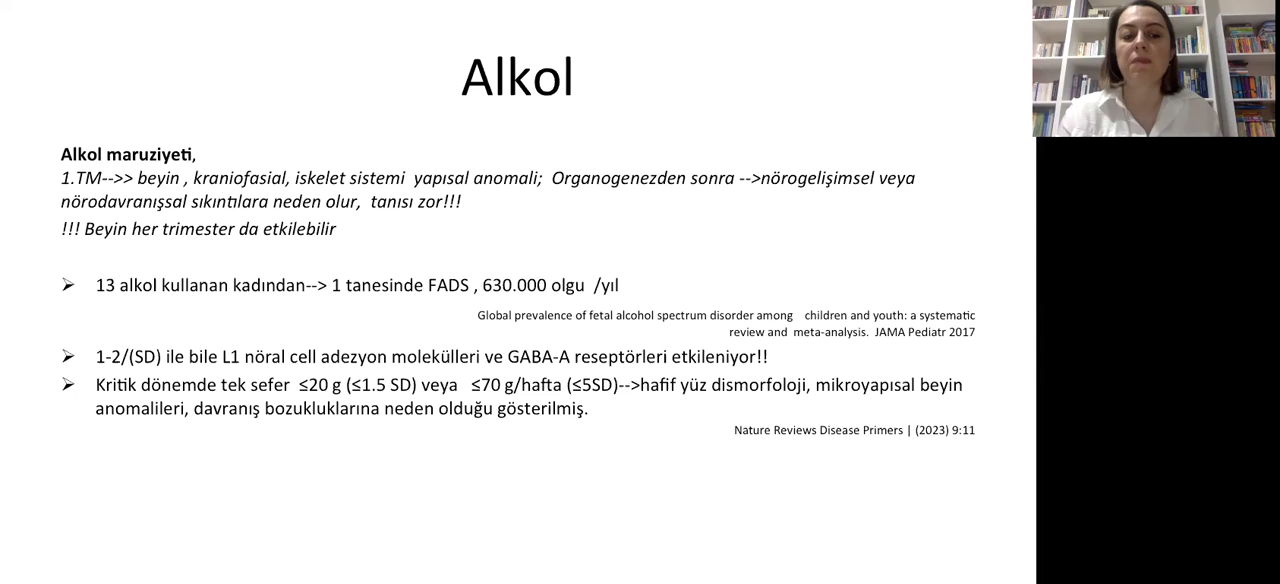 Alkol
Alkol maruziyeti,
1.TM-->> beyin , kraniofasial, iskelet sistemi yapısal anomali; Organogenezden sonra -->nörogelişimsel veya
nörodavranışsal sıkıntılara neden olur, tanısı zor!!!
!!! Beyin her trimester da etkilebilir
➢ 13 alkol kullanan kadından--> 1 tanesinde FADS , 630.000 olgu /yıl
Global prevalence of fetal alcohol spectrum disorder among children and youth: a systematic
review and meta-analysis. JAMA Pediatr 2017
➢ 1-2/(SD) ile bile L1 nöral cell adezyon molekülleri ve GABA-A reseptörleri etkileniyor!!
➢ Kritik dönemde tek sefer ≤20 g (≤1.5 SD) veya ≤70 g/hafta (≤5SD)-->hafif yüz dismorfoloji, mikroyapısal beyin
anomalileri, davranış bozukluklarına neden olduğu gösterilmiş.
Nature Reviews Disease Primers | (2023) 9:11